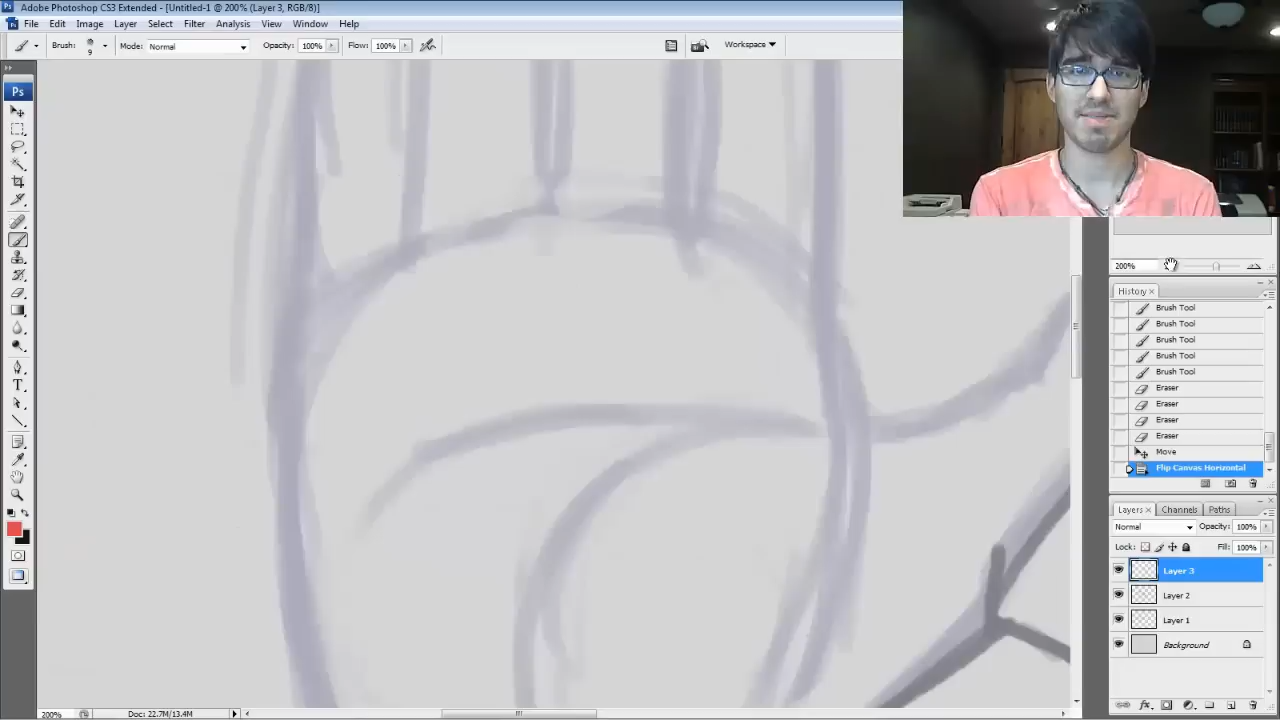 Adobe Photoshop CS3 Extended - [Untitled-1 @ 200% (Layer 3, RGB/8)]
File Edit Image Layer Select Filter Analysis View Window Help
Brush: 9 Mode: Normal Opacity: 100% Flow: 100% Workspace
Ps
200%
History
Brush Tool
Brush Tool
Brush Tool
Brush Tool
Brush Tool
Eraser
Eraser
Eraser
Eraser
Move
Flip Canvas Horizontal
Layers Channels Paths
Normal Opacity: 100%
Lock: Fill: 100%
Layer 3
Layer 2
Layer 1
Background
200% Doc: 22.7M/13.4M